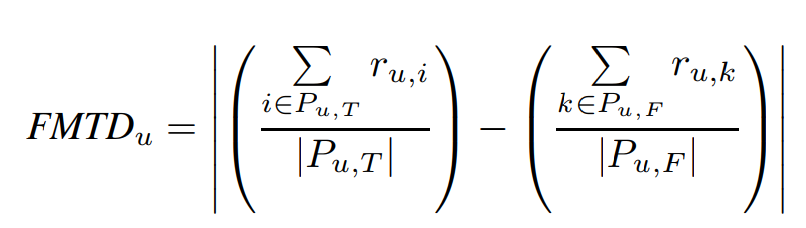 FMTD_u = | ( ∑_{i∈P_{u,T}} r_{u,i} / |P_{u,T}| ) − ( ∑_{k∈P_{u,F}} r_{u,k} / |P_{u,F}| ) |